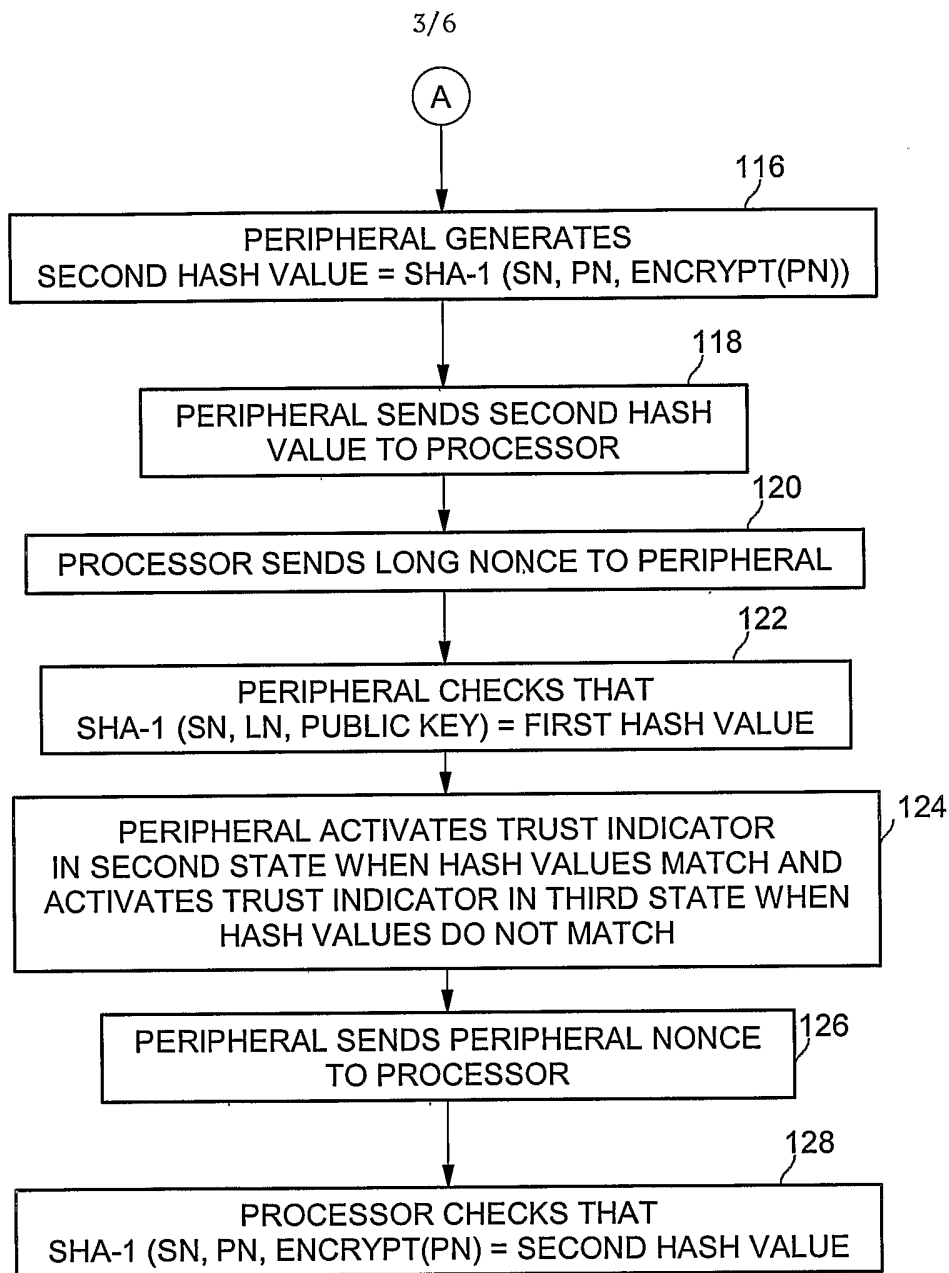 3/6
A
116
PERIPHERAL GENERATES
SECOND HASH VALUE = SHA-1 (SN, PN, ENCRYPT(PN))
118
PERIPHERAL SENDS SECOND HASH
VALUE TO PROCESSOR
120
PROCESSOR SENDS LONG NONCE TO PERIPHERAL
122
PERIPHERAL CHECKS THAT
SHA-1 (SN, LN, PUBLIC KEY) = FIRST HASH VALUE
124
PERIPHERAL ACTIVATES TRUST INDICATOR
IN SECOND STATE WHEN HASH VALUES MATCH AND
ACTIVATES TRUST INDICATOR IN THIRD STATE WHEN
HASH VALUES DO NOT MATCH
126
PERIPHERAL SENDS PERIPHERAL NONCE
TO PROCESSOR
128
PROCESSOR CHECKS THAT
SHA-1 (SN, PN, ENCRYPT(PN) = SECOND HASH VALUE